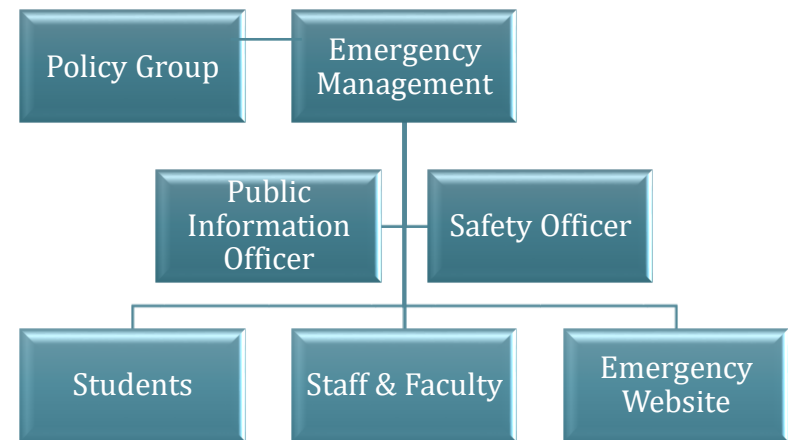 Policy Group
Emergency
Management
Public
Information
Officer
Safety Officer
Students
Staff & Faculty
Emergency
Website